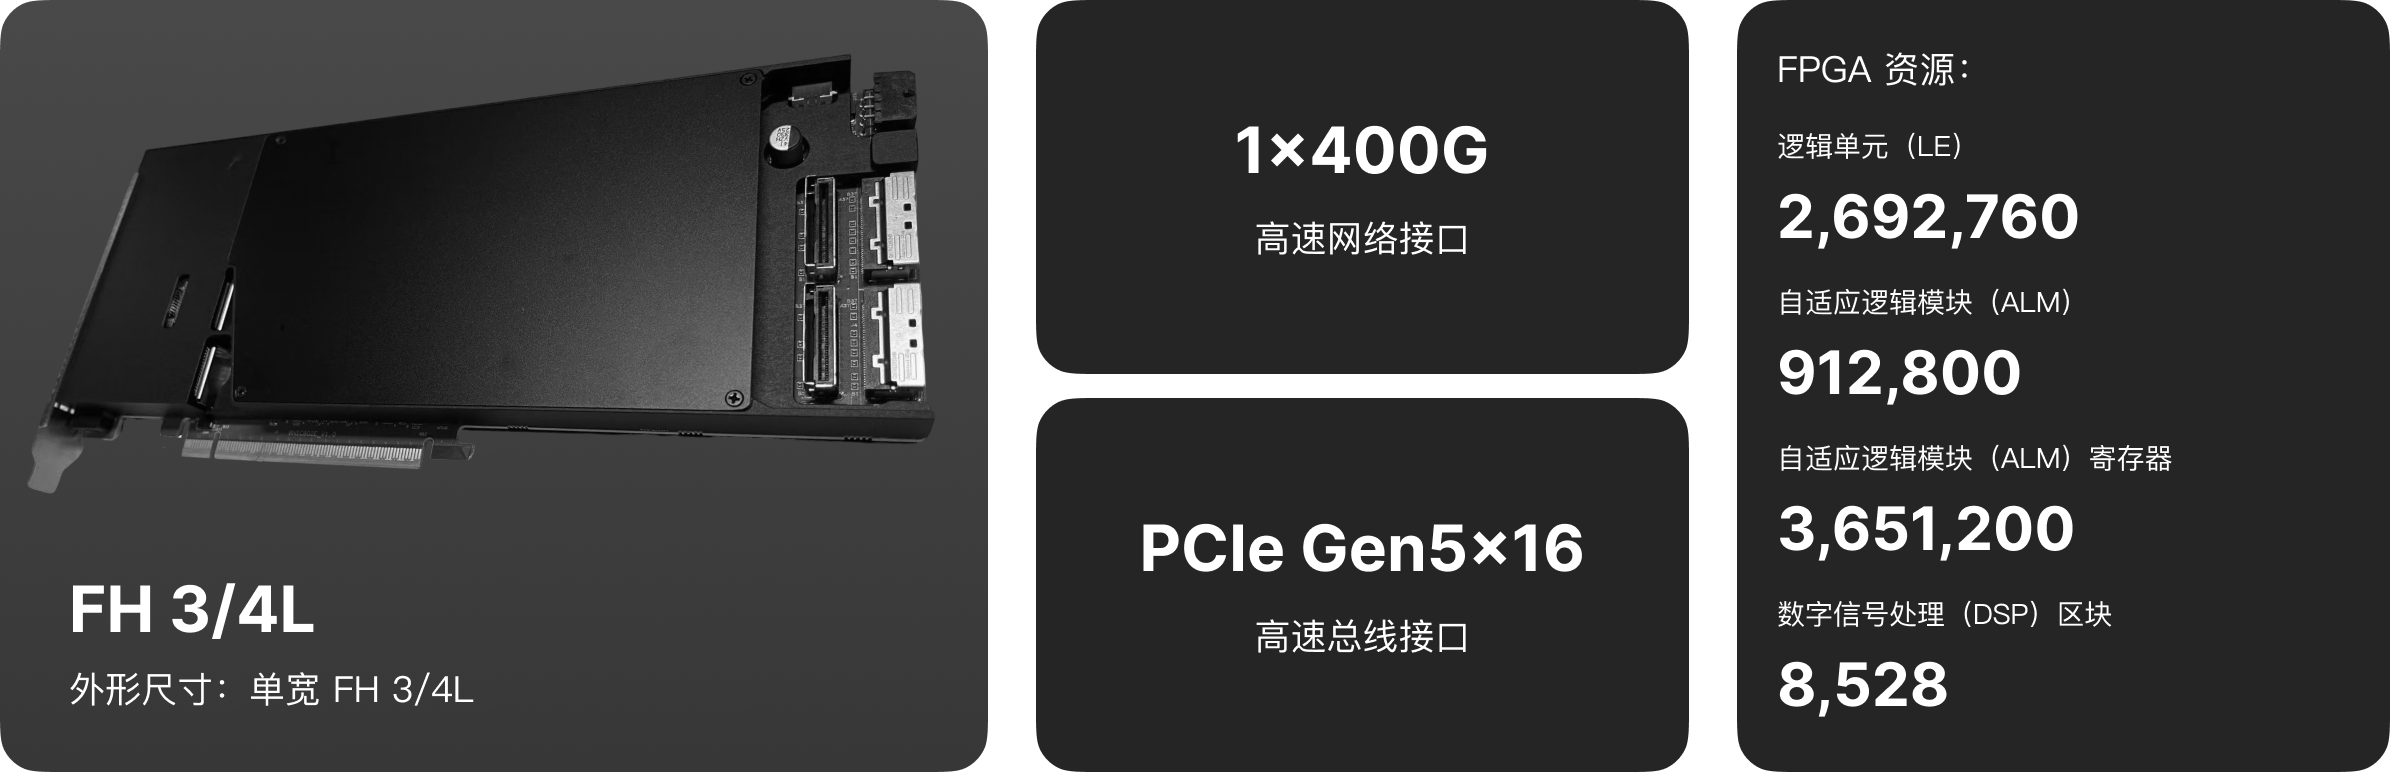 FH 3/4L
外形尺寸：单宽 FH 3/4L
1×400G
高速网络接口
PCIe Gen5×16
高速总线接口
FPGA 资源：
逻辑单元（LE）
2,692,760
自适应逻辑模块（ALM）
912,800
自适应逻辑模块（ALM）寄存器
3,651,200
数字信号处理（DSP）区块
8,528